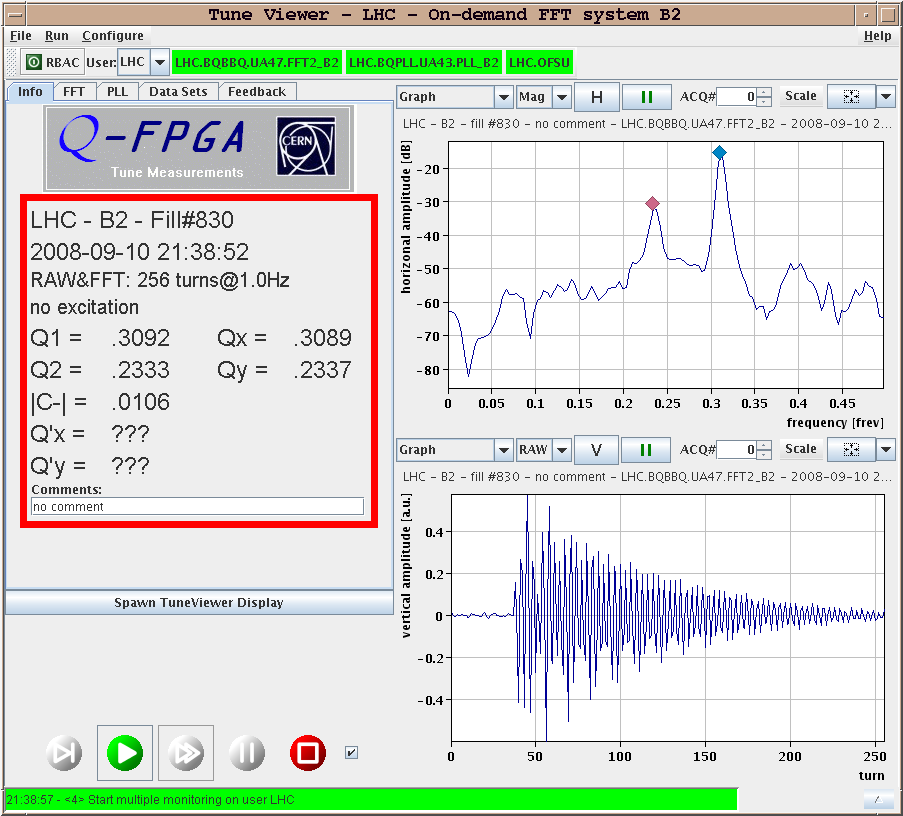 Tune Viewer - LHC - On-demand FFT system B2
File Run Configure Help
RBAC User: LHC LHC.BQBBQ.UA47.FFT2_B2 LHC.BQPLL.UA43.PLL_B2 LHC.OFSU
Info FFT PLL Data Sets Feedback
Q-FPGA
Tune Measurements
CERN
LHC - B2 - Fill#830
2008-09-10 21:38:52
RAW&FFT: 256 turns@1.0Hz
no excitation
Q1 = .3092 Qx = .3089
Q2 = .2333 Qy = .2337
|C-| = .0106
Q'x = ???
Q'y = ???
Comments:
no comment
Spawn TuneViewer Display
Graph Mag H ACQ# 0 Scale
LHC - B2 - fill #830 - no comment - LHC.BQBBQ.UA47.FFT2_B2 - 2008-09-10 2...
horizonal amplitude [dB]
-20
-30
-40
-50
-60
-70
-80
0 0.05 0.1 0.15 0.2 0.25 0.3 0.35 0.4 0.45
frequency [frev]
Graph RAW V ACQ# 0 Scale
LHC - B2 - fill #830 - no comment - LHC.BQBBQ.UA47.FFT2_B2 - 2008-09-10 2...
vertical amplitude [a.u.]
0.4
0.2
0
-0.2
-0.4
0 50 100 150 200 250
turn
21:38:57 - <4> Start multiple monitoring on user LHC